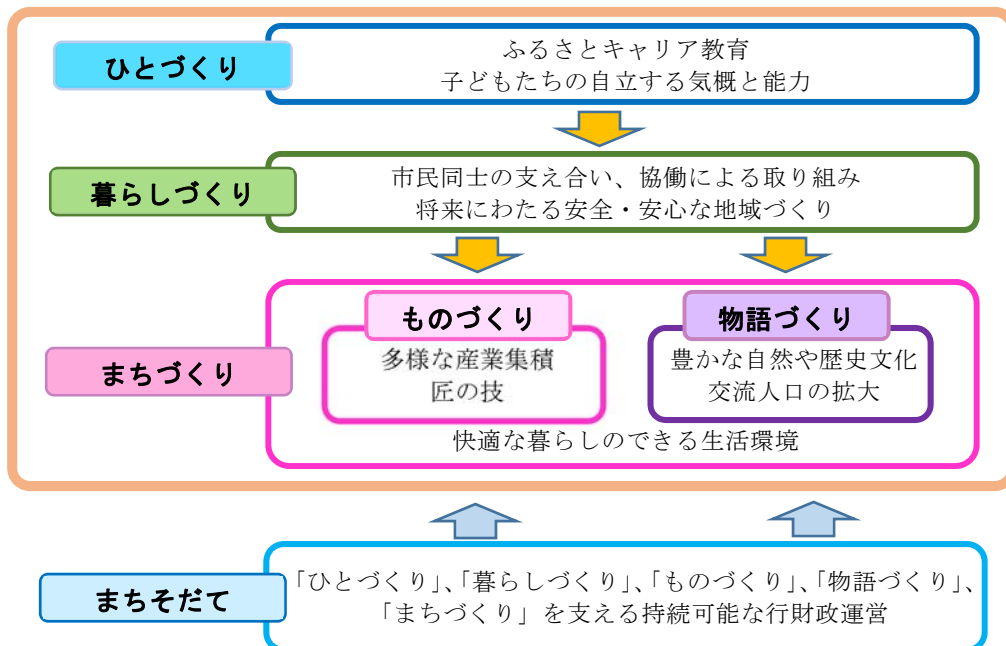 ひとづくり
ふるさとキャリア教育
子どもたちの自立する気概と能力
暮らしづくり
市民同士の支え合い、協働による取り組み
将来にわたる安全・安心な地域づくり
まちづくり
ものづくり
多様な産業集積
匠の技
物語づくり
豊かな自然や歴史文化
交流人口の拡大
快適な暮らしのできる生活環境
まちそだて
「ひとづくり」、「暮らしづくり」、「ものづくり」、「物語づくり」、
「まちづくり」を支える持続可能な行財政運営